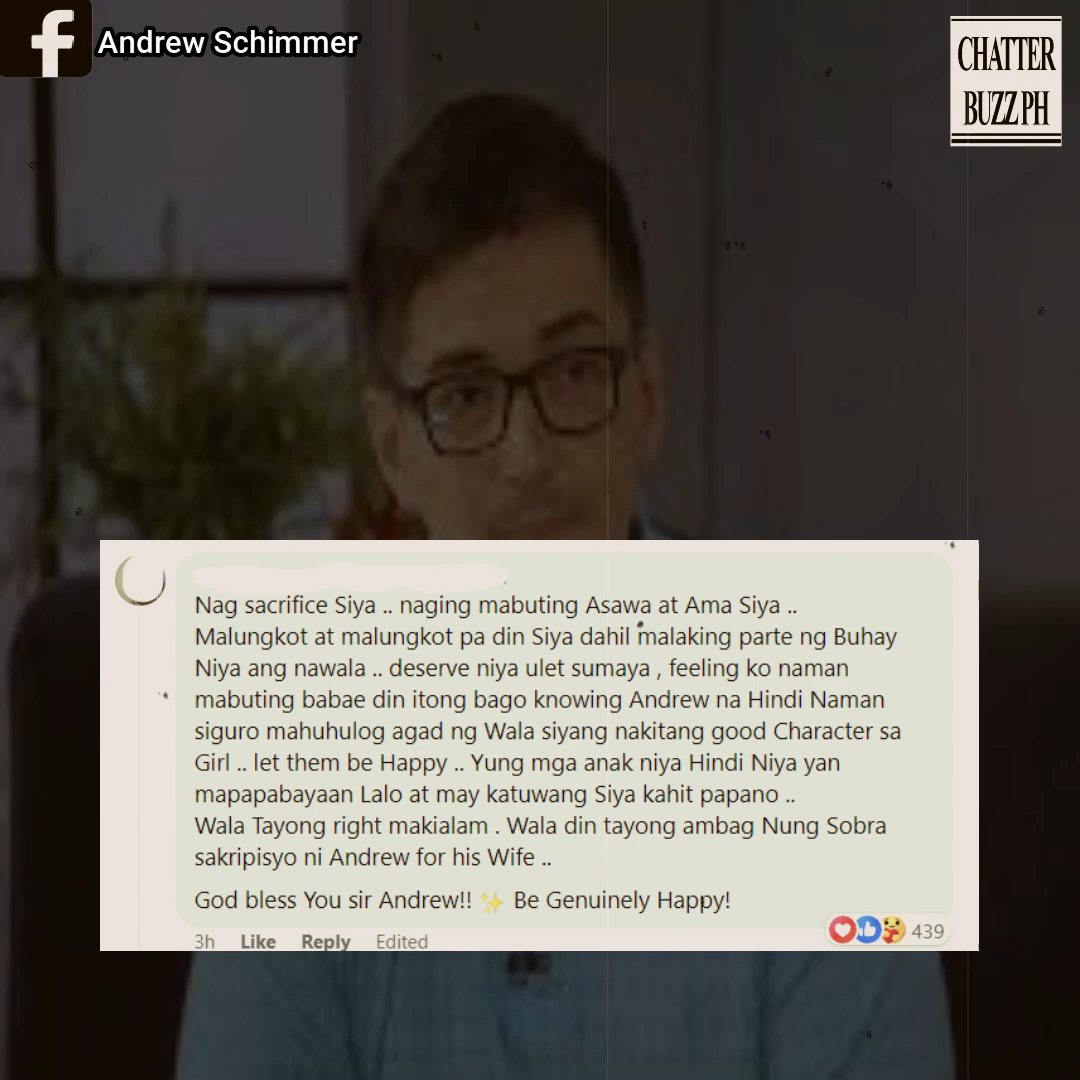 f
Andrew Schimmer
CHATTER
BUZZ PH
Nag sacrifice Siya .. naging mabuting Asawa at Ama Siya ..
Malungkot at malungkot pa din Siya dahil malaking parte ng Buhay
Niya ang nawala .. deserve niya ulet sumaya , feeling ko naman
mabuting babae din itong bago knowing Andrew na Hindi Naman
siguro mahuhulog agad ng Wala siyang nakitang good Character sa
Girl .. let them be Happy .. Yung mga anak niya Hindi Niya yan
mapapabayaan Lalo at may katuwang Siya kahit papano ..
Wala Tayong right makialam . Wala din tayong ambag Nung Sobra
sakripisyo ni Andrew for his Wife ..
God bless You sir Andrew!! ✨ Be Genuinely Happy!
3h Like Reply Edited
439